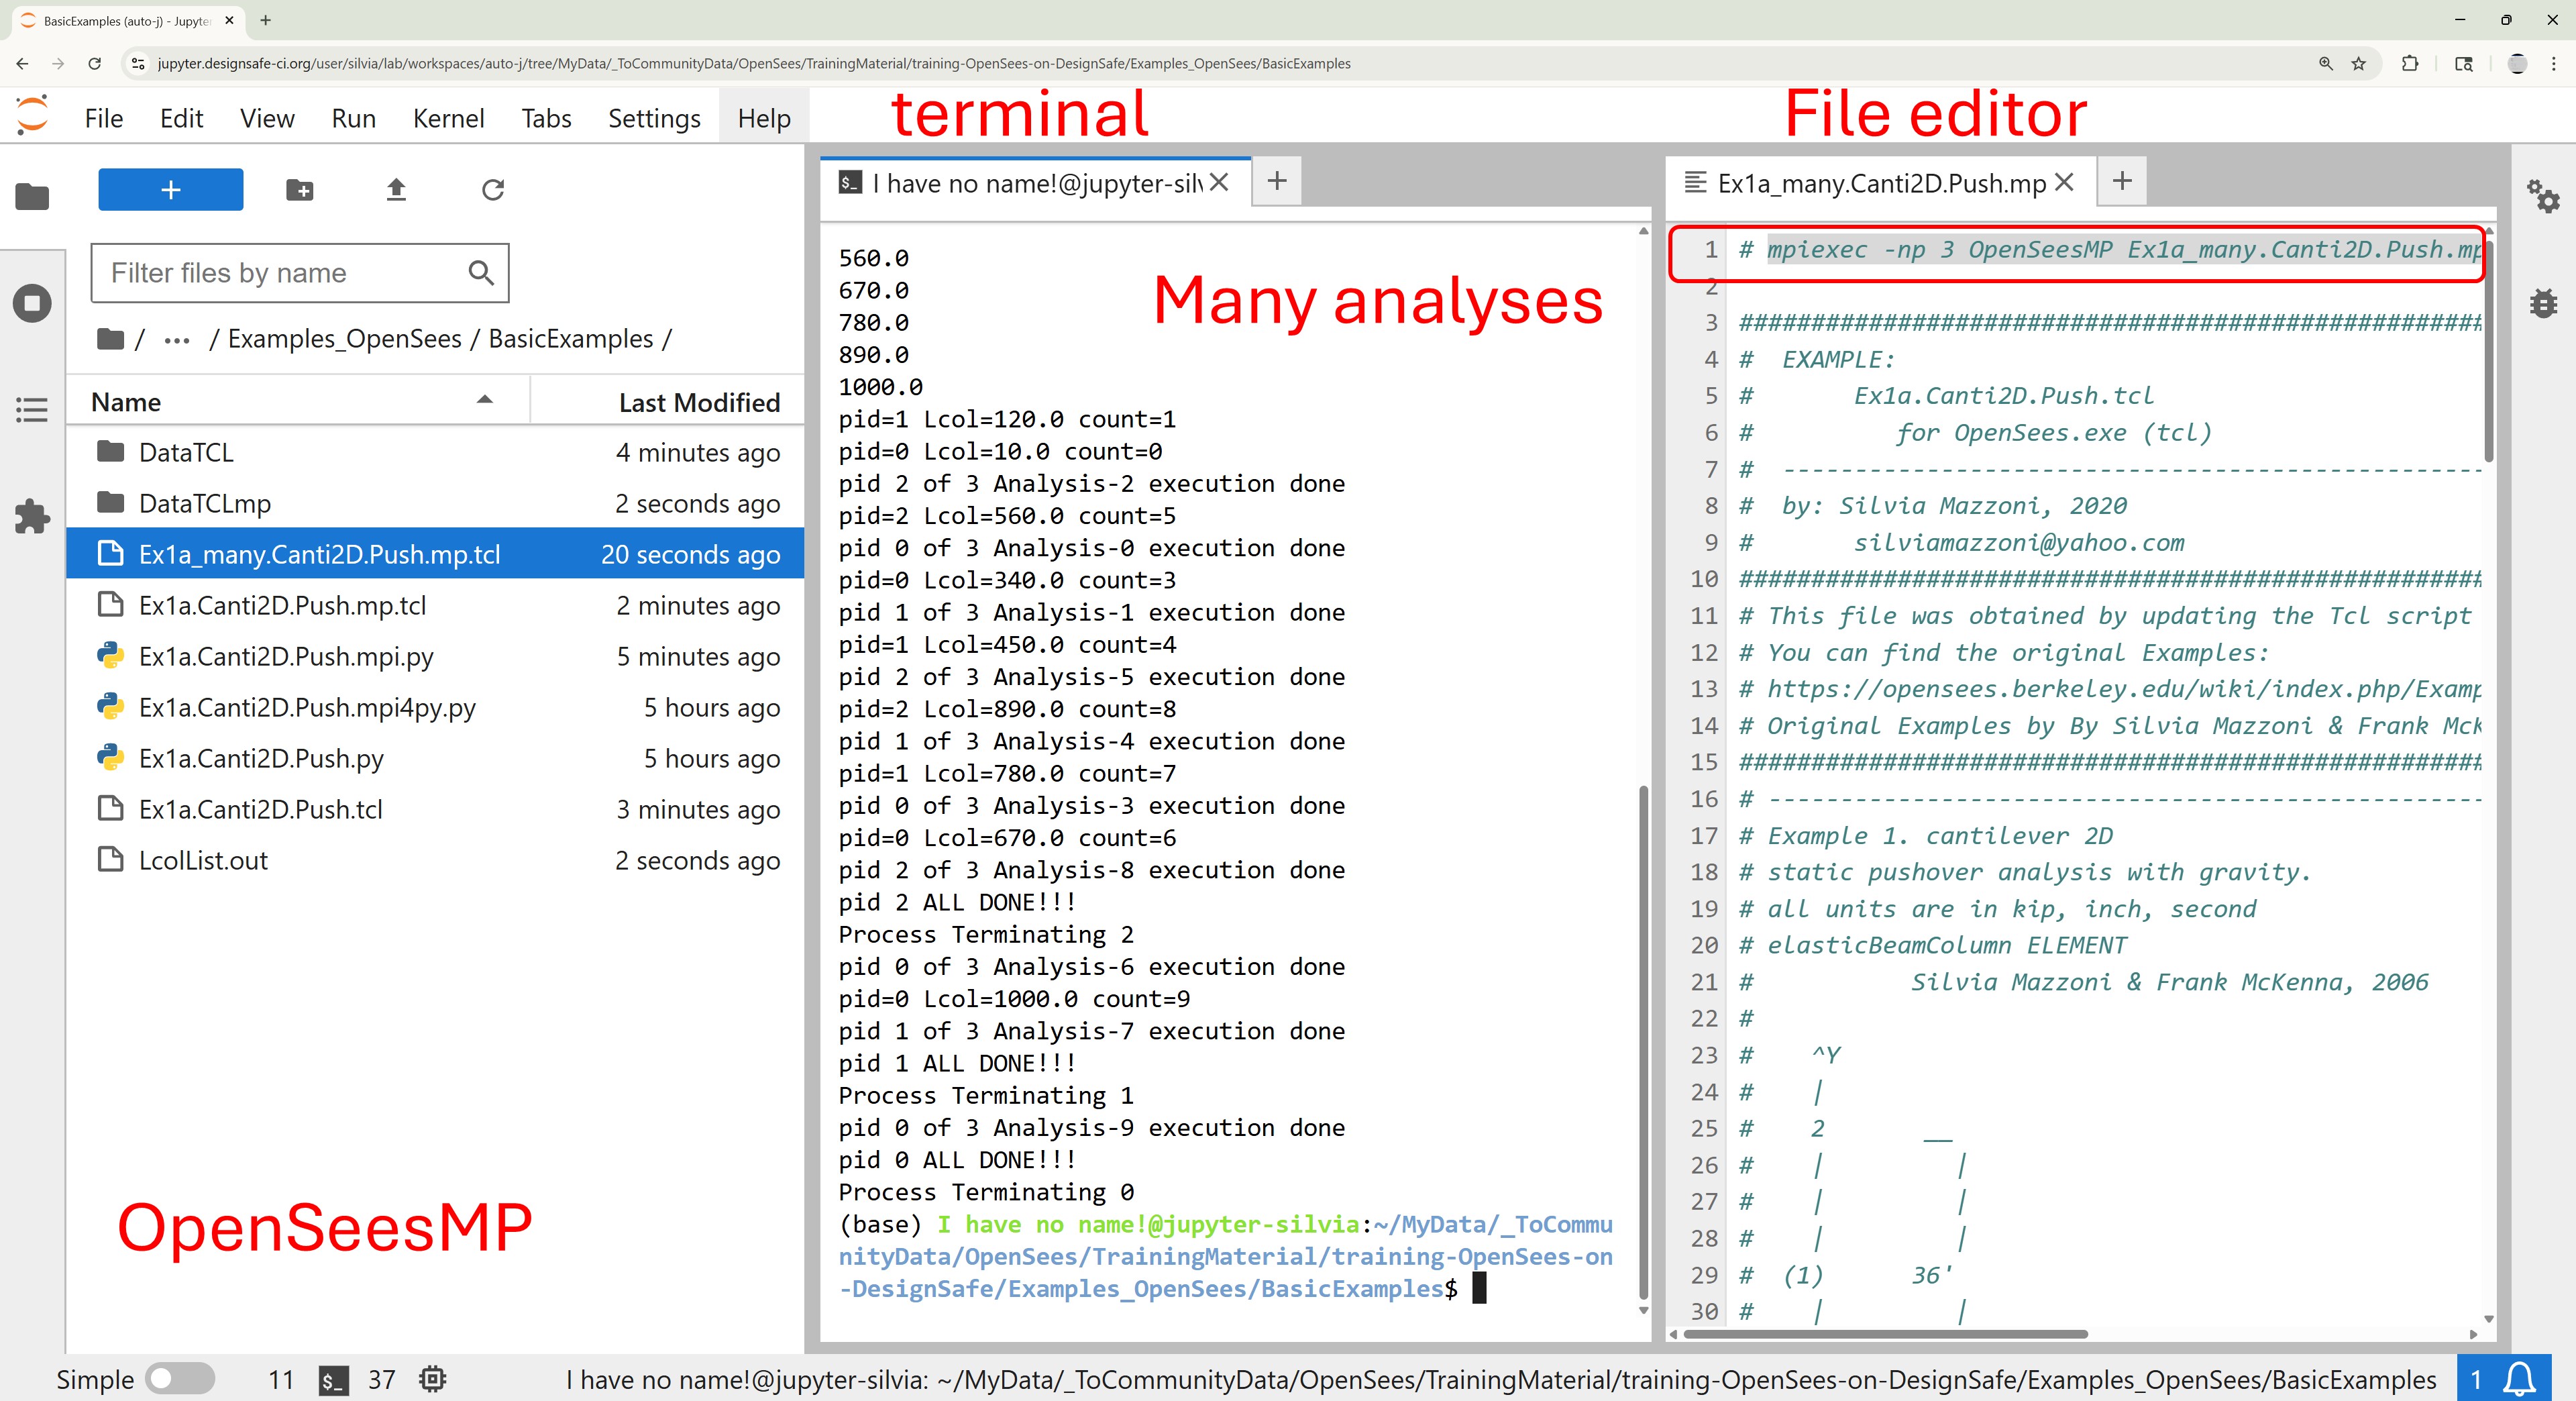 BasicExamples (auto-j) - Jupyte
jupyter.designsafe-ci.org/user/silvia/lab/workspaces/auto-j/tree/MyData/_ToCommunityData/OpenSees/TrainingMaterial/training-OpenSees-on-DesignSafe/Examples_OpenSees/BasicExamples
File Edit View Run Kernel Tabs Settings Help
terminal
File editor
+
Filter files by name
/ ··· / Examples_OpenSees / BasicExamples /
Name Last Modified
DataTCL 4 minutes ago
DataTCLmp 2 seconds ago
Ex1a_many.Canti2D.Push.mp.tcl 20 seconds ago
Ex1a.Canti2D.Push.mp.tcl 2 minutes ago
Ex1a.Canti2D.Push.mpi.py 5 minutes ago
Ex1a.Canti2D.Push.mpi4py.py 5 hours ago
Ex1a.Canti2D.Push.py 5 hours ago
Ex1a.Canti2D.Push.tcl 3 minutes ago
LcolList.out 2 seconds ago
OpenSeesMP
I have no name!@jupyter-silv
Many analyses
560.0
670.0
780.0
890.0
1000.0
pid=1 Lcol=120.0 count=1
pid=0 Lcol=10.0 count=0
pid 2 of 3 Analysis-2 execution done
pid=2 Lcol=560.0 count=5
pid 0 of 3 Analysis-0 execution done
pid=0 Lcol=340.0 count=3
pid 1 of 3 Analysis-1 execution done
pid=1 Lcol=450.0 count=4
pid 2 of 3 Analysis-5 execution done
pid=2 Lcol=890.0 count=8
pid 1 of 3 Analysis-4 execution done
pid=1 Lcol=780.0 count=7
pid 0 of 3 Analysis-3 execution done
pid=0 Lcol=670.0 count=6
pid 2 of 3 Analysis-8 execution done
pid 2 ALL DONE!!!
Process Terminating 2
pid 0 of 3 Analysis-6 execution done
pid=0 Lcol=1000.0 count=9
pid 1 of 3 Analysis-7 execution done
pid 1 ALL DONE!!!
Process Terminating 1
pid 0 of 3 Analysis-9 execution done
pid 0 ALL DONE!!!
Process Terminating 0
(base) I have no name!@jupyter-silvia:~/MyData/_ToCommu
nityData/OpenSees/TrainingMaterial/training-OpenSees-on
-DesignSafe/Examples_OpenSees/BasicExamples$
Ex1a_many.Canti2D.Push.mp
1 # mpiexec -np 3 OpenSeesMP Ex1a_many.Canti2D.Push.mp
2
3 ####################################################
4 # EXAMPLE:
5 # Ex1a.Canti2D.Push.tcl
6 # for OpenSees.exe (tcl)
7 # -------------------------------------------------
8 # by: Silvia Mazzoni, 2020
9 # silviamazzoni@yahoo.com
10 ####################################################
11 # This file was obtained by updating the Tcl script
12 # You can find the original Examples:
13 # https://opensees.berkeley.edu/wiki/index.php/Examp
14 # Original Examples by By Silvia Mazzoni & Frank McK
15 ####################################################
16 # --------------------------------------------------
17 # Example 1. cantilever 2D
18 # static pushover analysis with gravity.
19 # all units are in kip, inch, second
20 # elasticBeamColumn ELEMENT
21 # Silvia Mazzoni & Frank McKenna, 2006
22 #
23 # ^Y
24 # |
25 # 2 __
26 # | |
27 # | |
28 # | |
29 # (1) 36'
30 # | |
Simple 11 $_ 37 I have no name!@jupyter-silvia: ~/MyData/_ToCommunityData/OpenSees/TrainingMaterial/training-OpenSees-on-DesignSafe/Examples_OpenSees/BasicExamples 1